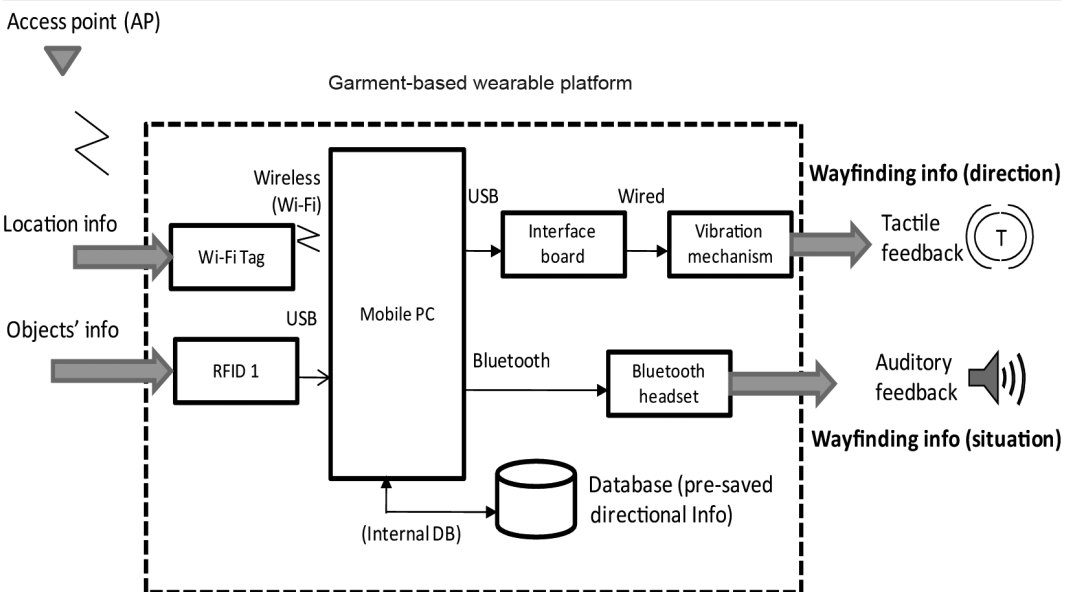 Access point (AP)
Garment-based wearable platform
Wireless
(Wi-Fi)
Location info
Wi-Fi Tag
USB
Objects’ info
RFID 1
Mobile PC
USB
Interface
board
Wired
Vibration
mechanism
Wayfinding info (direction)
Tactile
feedback
T
Bluetooth
Bluetooth
headset
Auditory
feedback
Wayfinding info (situation)
Database (pre-saved
directional Info)
(Internal DB)